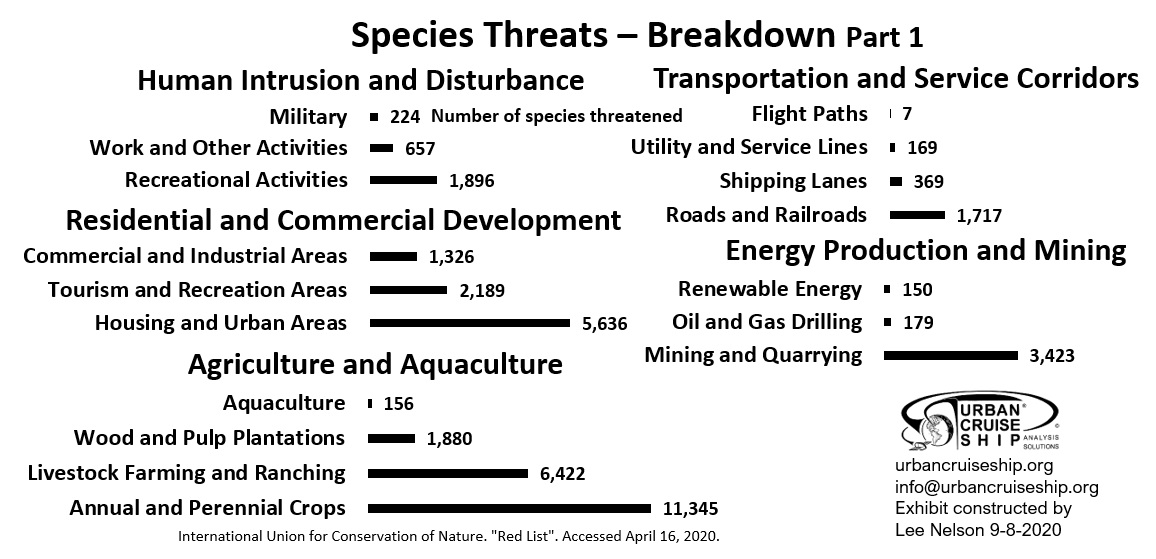 Species Threats – Breakdown Part 1
Human Intrusion and Disturbance
Military 224 Number of species threatened
Work and Other Activities 657
Recreational Activities 1,896
Residential and Commercial Development
Commercial and Industrial Areas 1,326
Tourism and Recreation Areas 2,189
Housing and Urban Areas 5,636
Agriculture and Aquaculture
Aquaculture 156
Wood and Pulp Plantations 1,880
Livestock Farming and Ranching 6,422
Annual and Perennial Crops 11,345
International Union for Conservation of Nature. "Red List". Accessed April 16, 2020.
Transportation and Service Corridors
Flight Paths 7
Utility and Service Lines 169
Shipping Lanes 369
Roads and Railroads 1,717
Energy Production and Mining
Renewable Energy 150
Oil and Gas Drilling 179
Mining and Quarrying 3,423
URBAN®
CRUISE ©
SHIP ANALYSIS
SOLUTIONS
urbancruiseship.org
info@urbancruiseship.org
Exhibit constructed by
Lee Nelson 9-8-2020